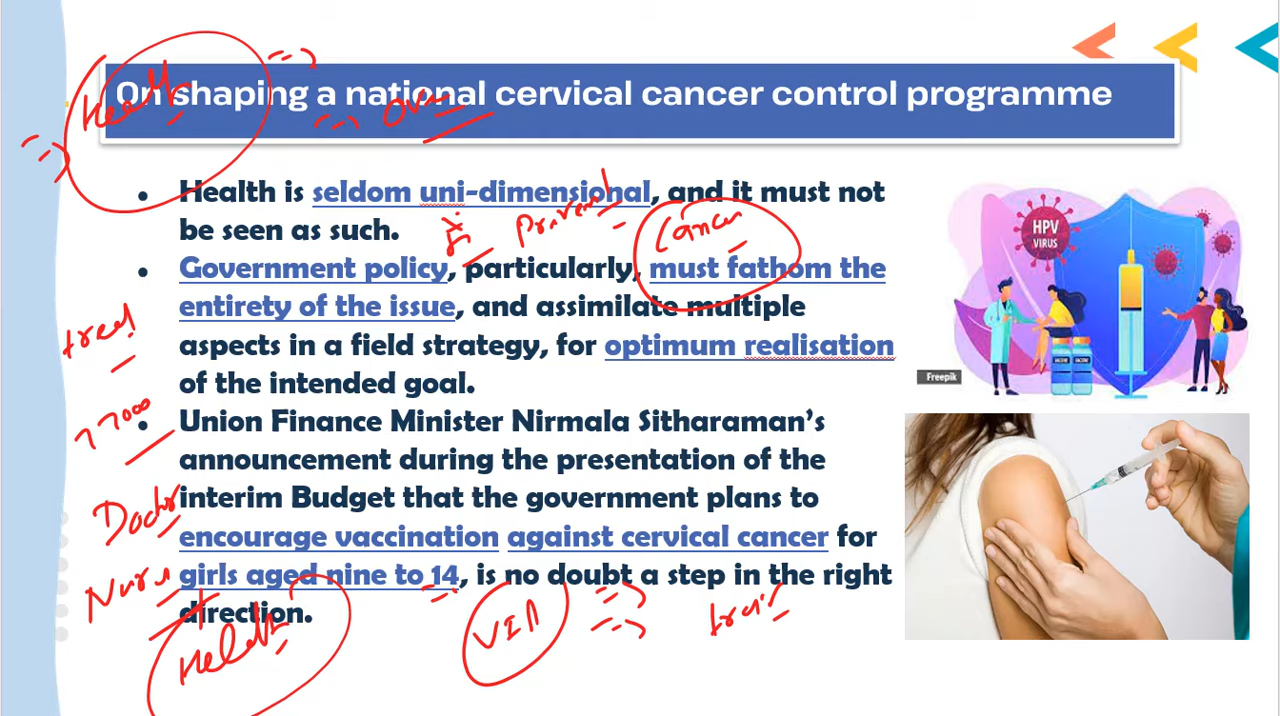 On shaping a national cervical cancer control programme
Health
• Health is seldom uni-dimensional, and it must not
be seen as such.
Cancer
• Government policy, particularly, must fathom the
entirety of the issue, and assimilate multiple
aspects in a field strategy, for optimum realisation
of the intended goal.
77000
• Union Finance Minister Nirmala Sitharaman's
announcement during the presentation of the
interim Budget that the government plans to
encourage vaccination against cervical cancer for
girls aged nine to 14, is no doubt a step in the right
direction.
VIA
HPV
VIRUS
VACCINE
VACCINE
Freepik